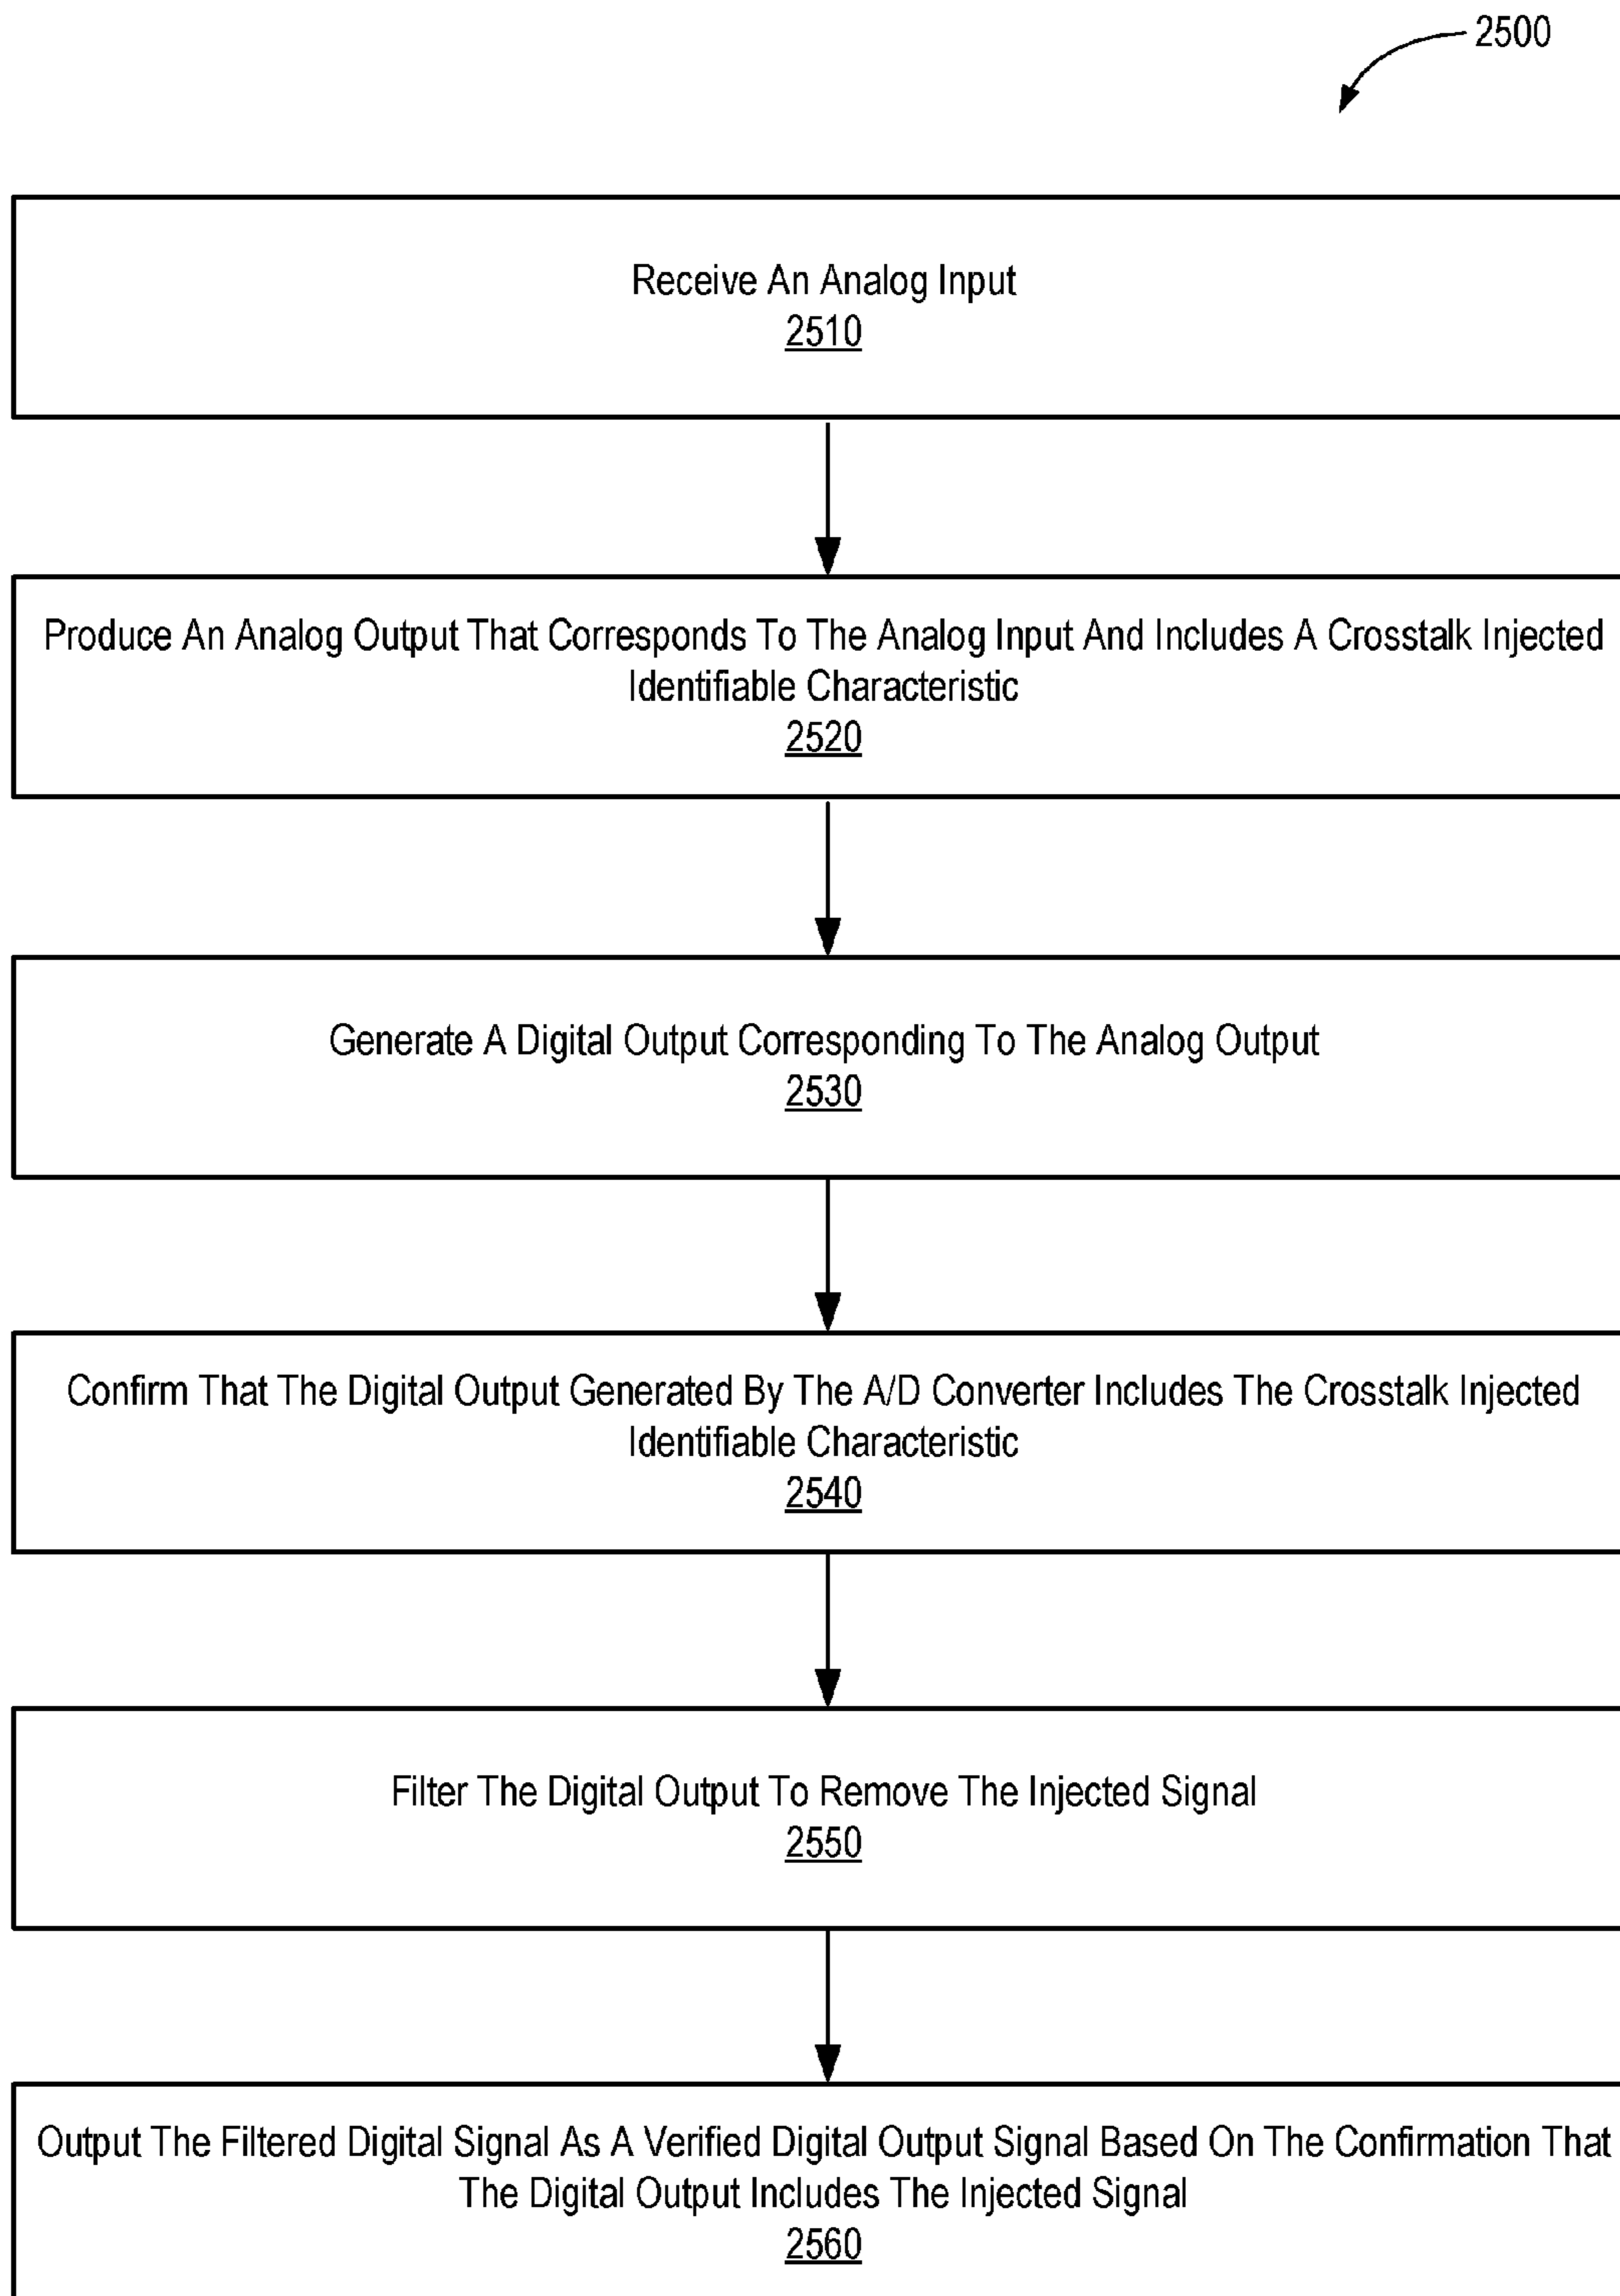 2500
Receive An Analog Input
2510
Produce An Analog Output That Corresponds To The Analog Input And Includes A Crosstalk Injected
Identifiable Characteristic
2520
Generate A Digital Output Corresponding To The Analog Output
2530
Confirm That The Digital Output Generated By The A/D Converter Includes The Crosstalk Injected
Identifiable Characteristic
2540
Filter The Digital Output To Remove The Injected Signal
2550
Output The Filtered Digital Signal As A Verified Digital Output Signal Based On The Confirmation That
The Digital Output Includes The Injected Signal
2560